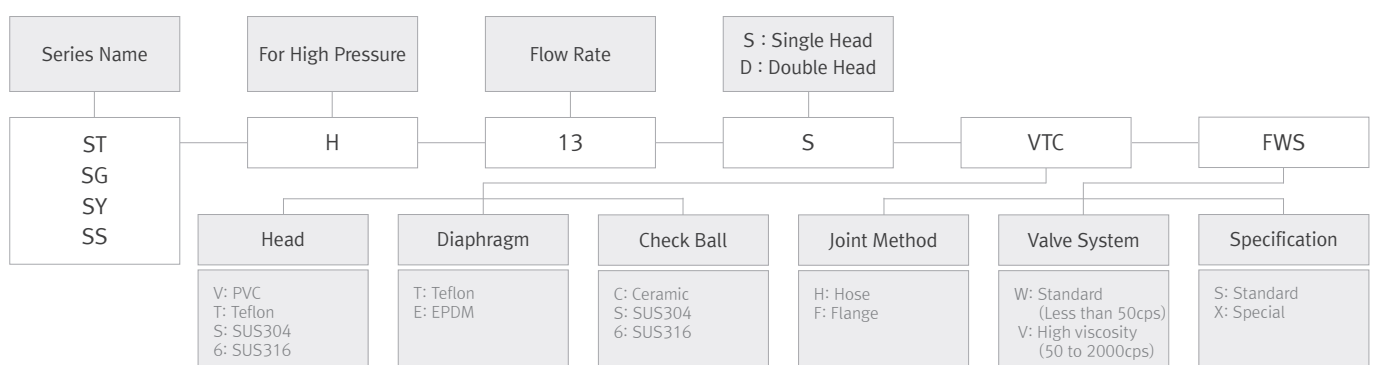 Series Name
For High Pressure
Flow Rate
S : Single Head
D : Double Head
ST
SG
SY
SS
H
13
S
VTC
FWS
Head
V: PVC
T: Teflon
S: SUS304
6: SUS316
Diaphragm
T: Teflon
E: EPDM
Check Ball
C: Ceramic
S: SUS304
6: SUS316
Joint Method
H: Hose
F: Flange
Valve System
W: Standard
(Less than 50cps)
V: High viscosity
(50 to 2000cps)
Specification
S: Standard
X: Special